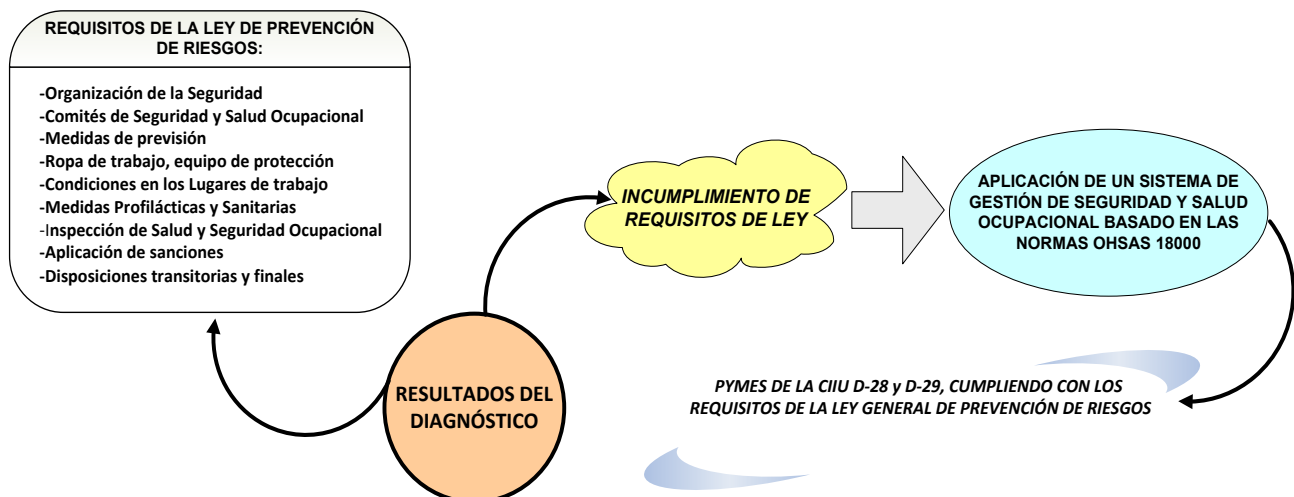 REQUISITOS DE LA LEY DE PREVENCIÓN
DE RIESGOS:
-Organización de la Seguridad
-Comités de Seguridad y Salud Ocupacional
-Medidas de previsión
-Ropa de trabajo, equipo de protección
-Condiciones en los Lugares de trabajo
-Medidas Profilácticas y Sanitarias
-Inspección de Salud y Seguridad Ocupacional
-Aplicación de sanciones
-Disposiciones transitorias y finales
RESULTADOS DEL
DIAGNÓSTICO
INCUMPLIMIENTO DE
REQUISITOS DE LEY
APLICACIÓN DE UN SISTEMA DE
GESTIÓN DE SEGURIDAD Y SALUD
OCUPACIONAL BASADO EN LAS
NORMAS OHSAS 18000
PYMES DE LA CIIU D-28 y D-29, CUMPLIENDO CON LOS
REQUISITOS DE LA LEY GENERAL DE PREVENCIÓN DE RIESGOS